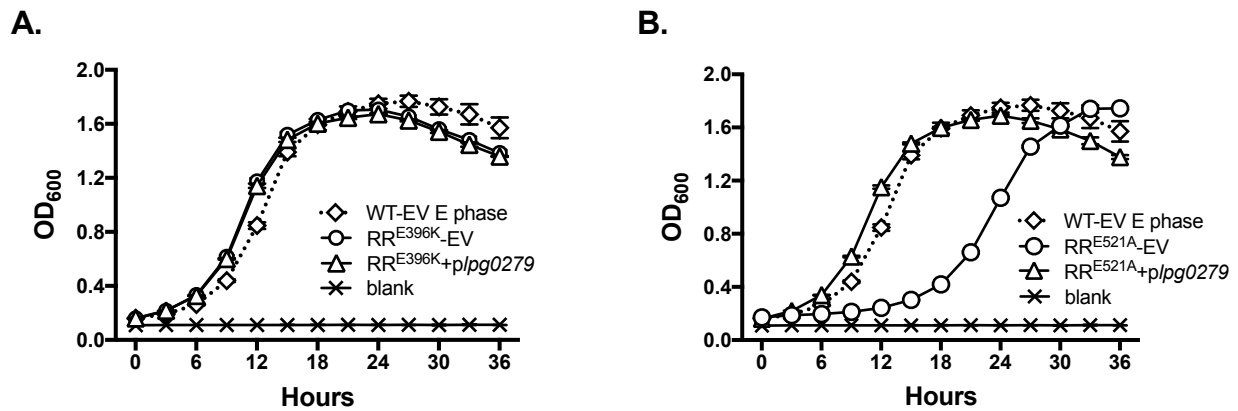 A.
2.0
1.6
1.2
0.8
0.4
0.0
OD600
WT-EV E phase
RRE396K-EV
RRE396K+plpg0279
blank
0 6 12 18 24 30 36
Hours
B.
2.0
1.6
1.2
0.8
0.4
0.0
OD600
WT-EV E phase
RRE521A-EV
RRE521A+plpg0279
blank
0 6 12 18 24 30 36
Hours